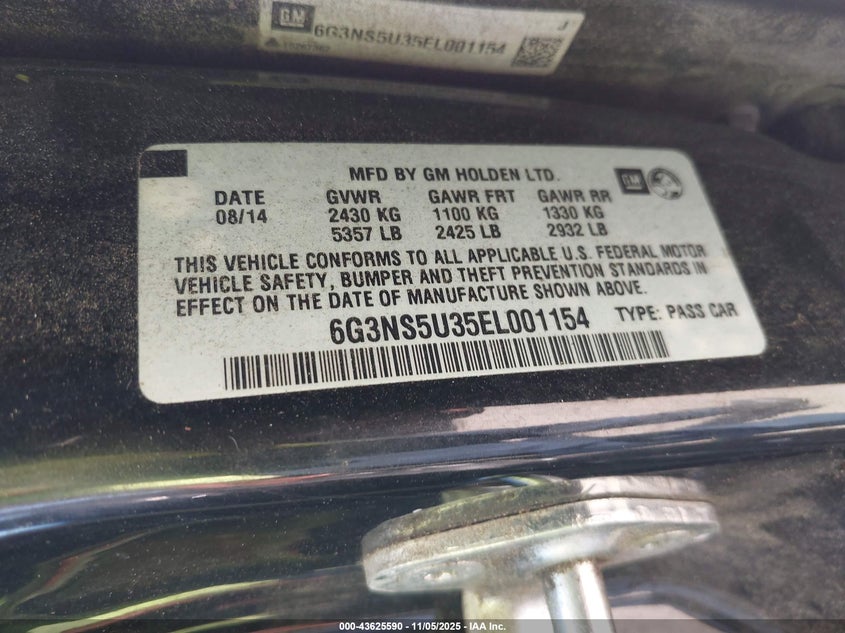 GM
6G3NS5U35EL001154
J
MFD BY GM HOLDEN LTD.
GM
DATE GVWR GAWR FRT GAWR RR
08/14 2430 KG 1100 KG 1330 KG
5357 LB 2425 LB 2932 LB
THIS VEHICLE CONFORMS TO ALL APPLICABLE U.S. FEDERAL MOTOR
VEHICLE SAFETY, BUMPER AND THEFT PREVENTION STANDARDS IN
EFFECT ON THE DATE OF MANUFACTURE SHOWN ABOVE.
6G3NS5U35EL001154 TYPE: PASS CAR
000-43625590 - 11/05/2025 - IAA Inc.